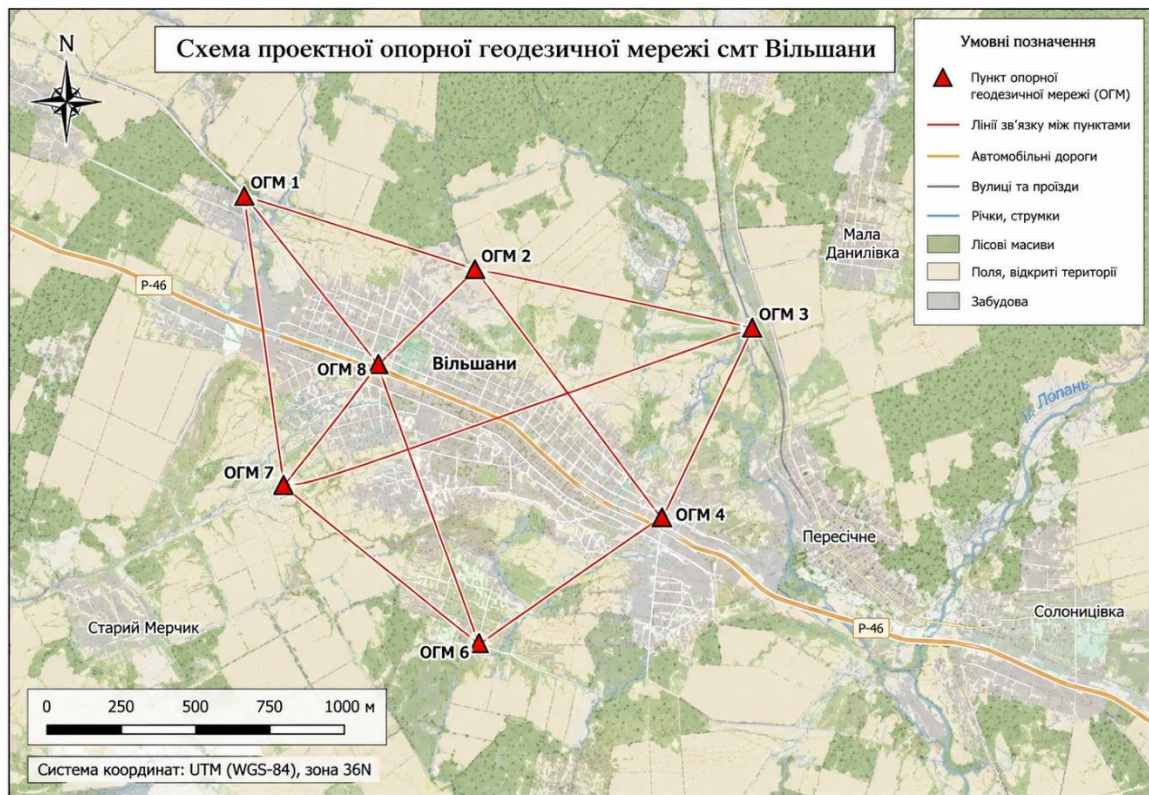 Схема проектної опорної геодезичної мережі смт Вільшани
N
Умовні позначення
Пункт опорної
геодезичної мережі (ОГМ)
Лінії зв'язку між пунктами
Автомобільні дороги
Вулиці та проїзди
Річки, струмки
Лісові масиви
Поля, відкриті території
Забудова
ОГМ 1
Мала
Данилівка
ОГМ 2
Р-46
ОГМ 3
Вільшани
ОГМ 8
р. Лопань
ОГМ 7
ОГМ 4
Пересічне
Солоницівка
Старий Мерчик
Р-46
ОГМ 6
0 250 500 750 1000 м
Система координат: UTM (WGS-84), зона 36N